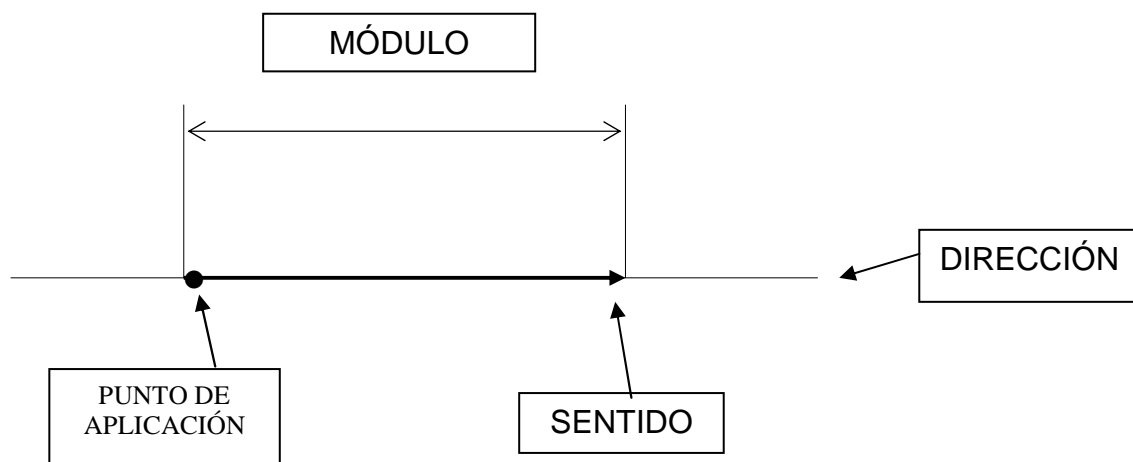 MÓDULO
DIRECCIÓN
PUNTO DE
APLICACIÓN
SENTIDO